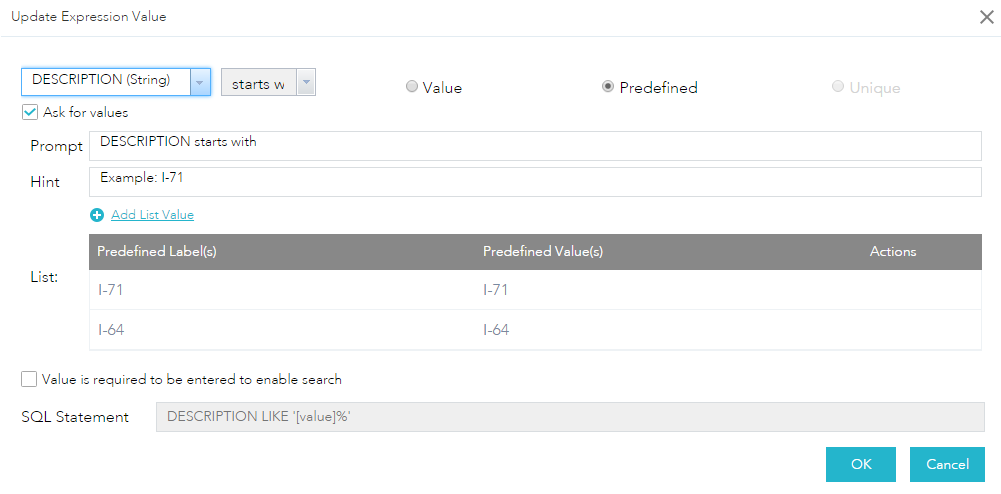 Update Expression Value
DESCRIPTION (String) starts w Value Predefined Unique
Ask for values
Prompt DESCRIPTION starts with
Hint Example: I-71
Add List Value
Predefined Label(s) Predefined Value(s) Actions
List:
I-71 I-71
I-64 I-64
Value is required to be entered to enable search
SQL Statement DESCRIPTION LIKE '[value]%'
OK Cancel